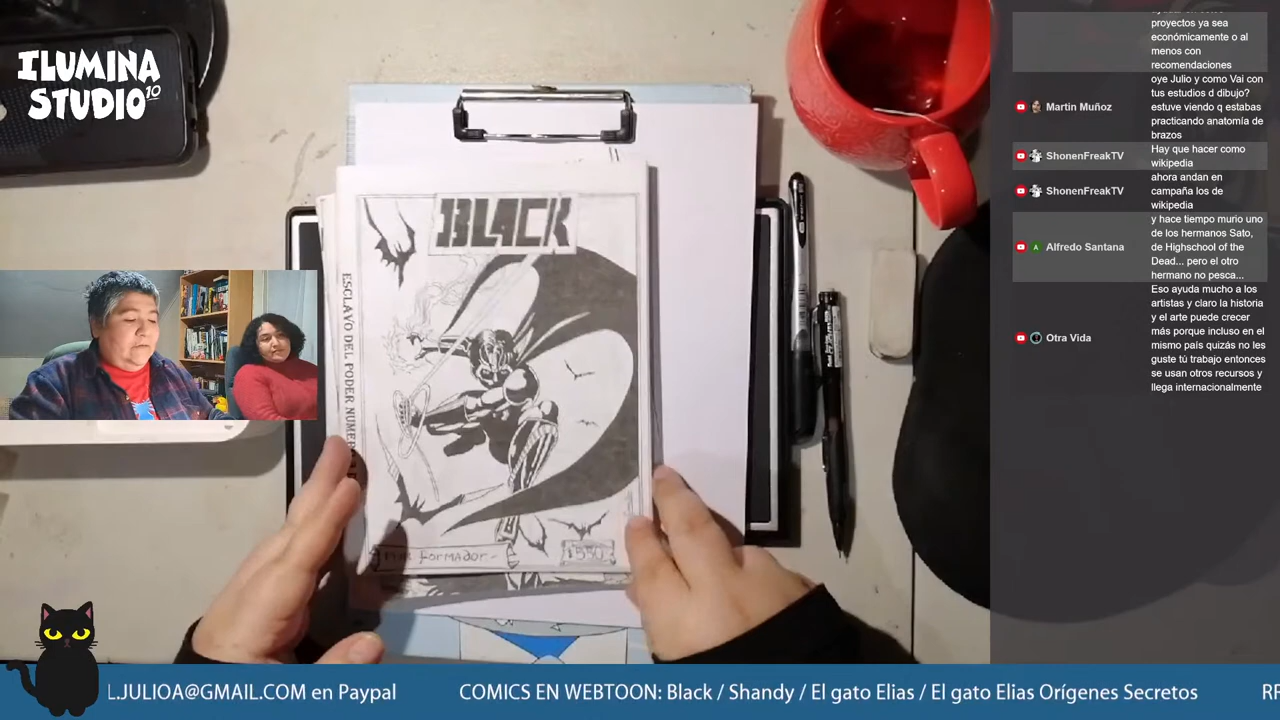 ILUMINA
STUDIO 10
BLACK
ESCLAVO DEL PODER
FORMADOR
proyectos ya sea
económicamente o al
menos con
recomendaciones
Martin Muñoz
oye Julio y como Vai con
tus estudios d dibujo?
estuve viendo q estabas
practicando anatomía de
brazos
ShonenFreakTV
Hay que hacer como
wikipedia
ShonenFreakTV
ahora andan en
campaña los de
wikipedia
Alfredo Santana
y hace tiempo murio uno
de los hermanos Sato,
de Highschool of the
Dead... pero el otro
hermano no pesca...
Otra Vida
Eso ayuda mucho a los
artistas y claro la historia
y el arte puede crecer
más porque incluso en el
mismo país quizás no les
guste tú trabajo entonces
se usan otros recursos y
llega internacionalmente
L.JULIOA@GMAIL.COM en Paypal
COMICS EN WEBTOON: Black / Shandy / El gato Elias / El gato Elias Orígenes Secretos